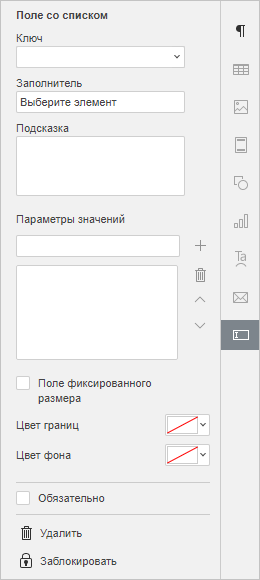 Поле со списком
Ключ
Заполнитель
Выберите элемент
Подсказка
Параметры значений
Поле фиксированного
размера
Цвет границ
Цвет фона
Обязательно
Удалить
Заблокировать